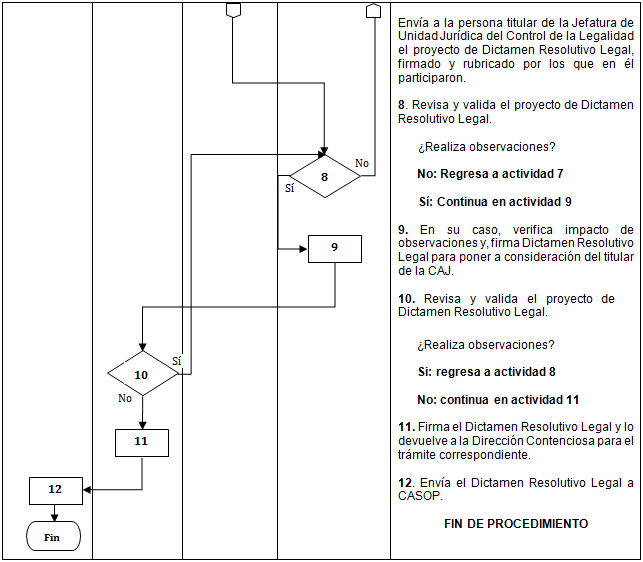 Envía a la persona titular de la Jefatura de
Unidad Jurídica del Control de la Legalidad
el proyecto de Dictamen Resolutivo Legal,
firmado y rubricado por los que en él
participaron.
8. Revisa y valida el proyecto de Dictamen
Resolutivo Legal.
¿Realiza observaciones?
No: Regresa a actividad 7
Sí: Continua en actividad 9
9. En su caso, verifica impacto de
observaciones y, firma Dictamen Resolutivo
Legal para poner a consideración del titular
de la CAJ.
10. Revisa y valida el proyecto de
Dictamen Resolutivo Legal.
¿Realiza observaciones?
Si: regresa a actividad 8
No: continua en actividad 11
11. Firma el Dictamen Resolutivo Legal y lo
devuelve a la Dirección Contenciosa para el
trámite correspondiente.
12. Envía el Dictamen Resolutivo Legal a
CASOP.
FIN DE PROCEDIMIENTO
No
8
Sí
9
Sí
10
No
11
12
Fin